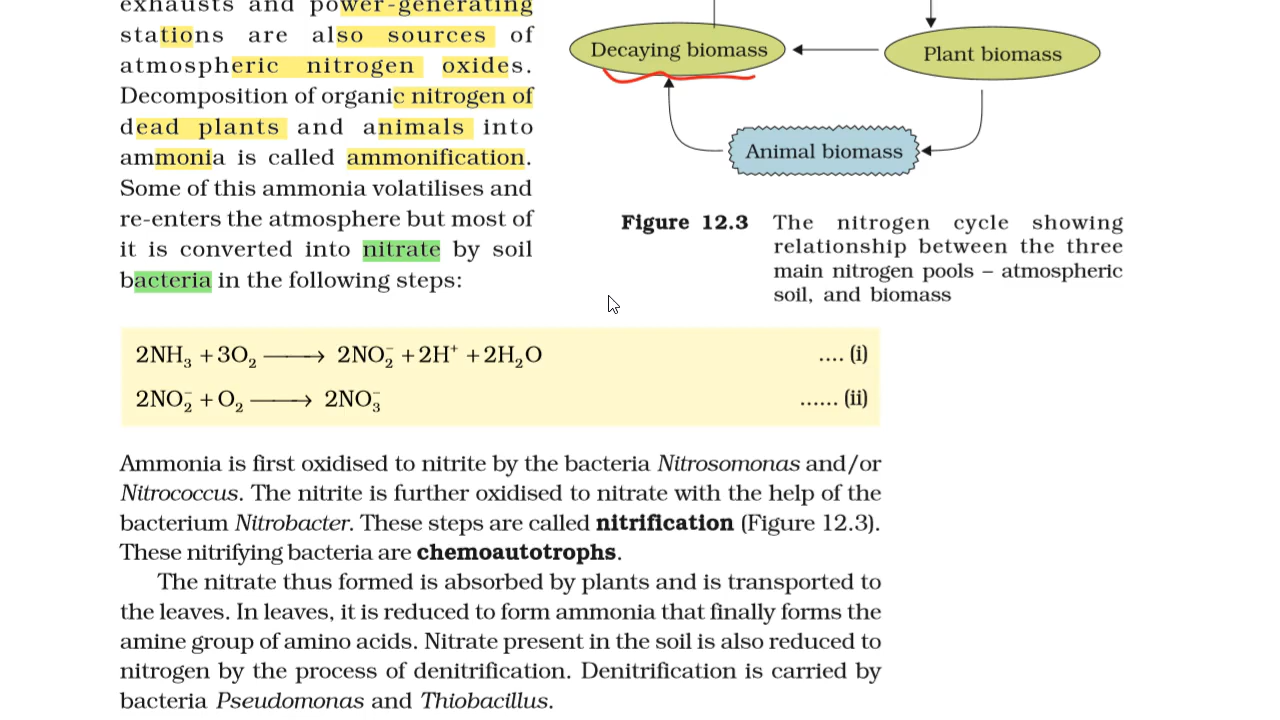 exhausts and power-generating
stations are also sources of
atmospheric nitrogen oxides.
Decomposition of organic nitrogen of
dead plants and animals into
ammonia is called ammonification.
Some of this ammonia volatilises and
re-enters the atmosphere but most of
it is converted into nitrate by soil
bacteria in the following steps:
Decaying biomass
Plant biomass
Animal biomass
Figure 12.3 The nitrogen cycle showing
relationship between the three
main nitrogen pools – atmospheric
soil, and biomass
2NH₃ + 3O₂ ⟶ 2NO₂⁻ + 2H⁺ + 2H₂O .... (i)
2NO₂⁻ + O₂ ⟶ 2NO₃⁻ ...... (ii)
Ammonia is first oxidised to nitrite by the bacteria Nitrosomonas and/or
Nitrococcus. The nitrite is further oxidised to nitrate with the help of the
bacterium Nitrobacter. These steps are called nitrification (Figure 12.3).
These nitrifying bacteria are chemoautotrophs.
The nitrate thus formed is absorbed by plants and is transported to
the leaves. In leaves, it is reduced to form ammonia that finally forms the
amine group of amino acids. Nitrate present in the soil is also reduced to
nitrogen by the process of denitrification. Denitrification is carried by
bacteria Pseudomonas and Thiobacillus.